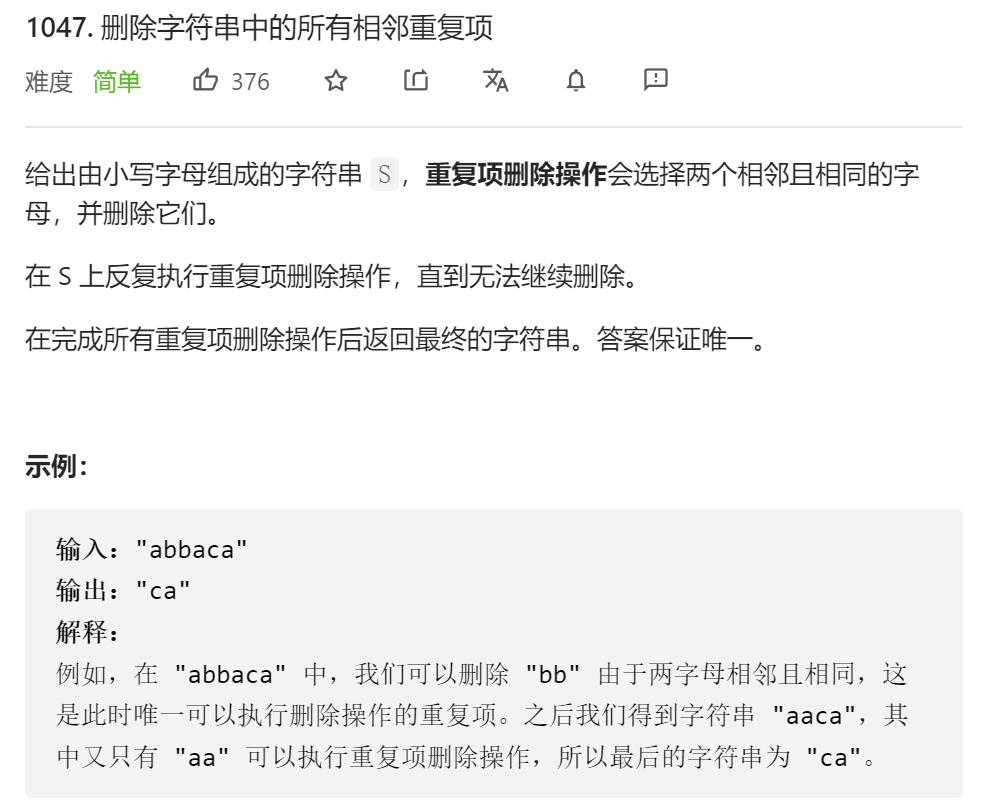 1047. 删除字符串中的所有相邻重复项
难度 简单 376
给出由小写字母组成的字符串 S，重复项删除操作会选择两个相邻且相同的字
母，并删除它们。
在 S 上反复执行重复项删除操作，直到无法继续删除。
在完成所有重复项删除操作后返回最终的字符串。答案保证唯一。
示例：
输入："abbaca"
输出："ca"
解释：
例如，在 "abbaca" 中，我们可以删除 "bb" 由于两字母相邻且相同，这
是此时唯一可以执行删除操作的重复项。之后我们得到字符串 "aaca"，其
中又只有 "aa" 可以执行重复项删除操作，所以最后的字符串为 "ca"。